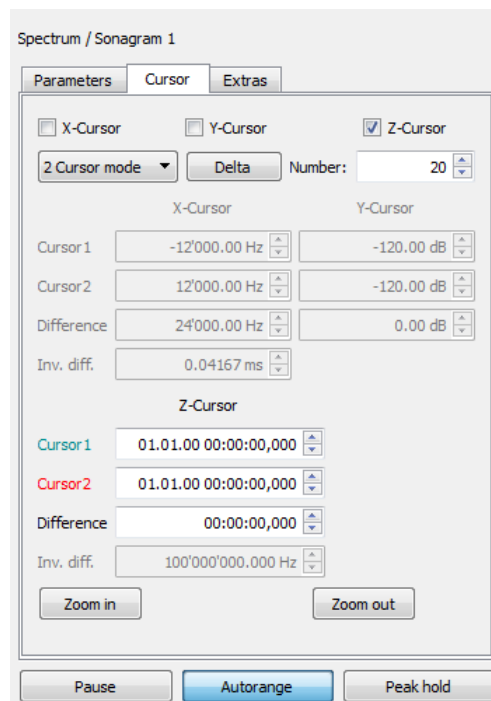 Spectrum / Sonagram 1
Parameters Cursor Extras
X-Cursor Y-Cursor Z-Cursor
2 Cursor mode Delta Number: 20
X-Cursor Y-Cursor
Cursor1 -12'000.00 Hz -120.00 dB
Cursor2 12'000.00 Hz -120.00 dB
Difference 24'000.00 Hz 0.00 dB
Inv. diff. 0.04167 ms
Z-Cursor
Cursor1 01.01.00 00:00:00,000
Cursor2 01.01.00 00:00:00,000
Difference 00:00:00,000
Inv. diff. 100'000'000.000 Hz
Zoom in Zoom out
Pause Autorange Peak hold